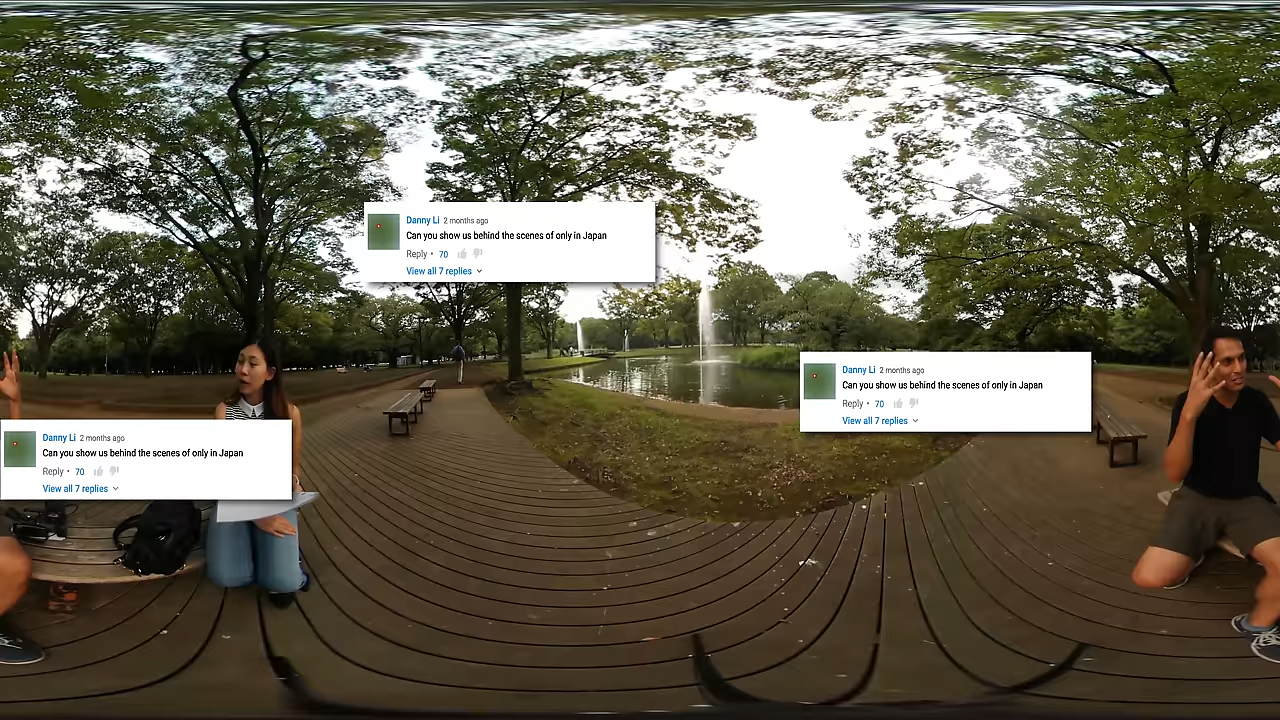 Danny Li 2 months ago
Can you show us behind the scenes of only in Japan
Reply • 70
View all 7 replies
Danny Li 2 months ago
Can you show us behind the scenes of only in Japan
Reply • 70
View all 7 replies
Danny Li 2 months ago
Can you show us behind the scenes of only in Japan
Reply • 70
View all 7 replies